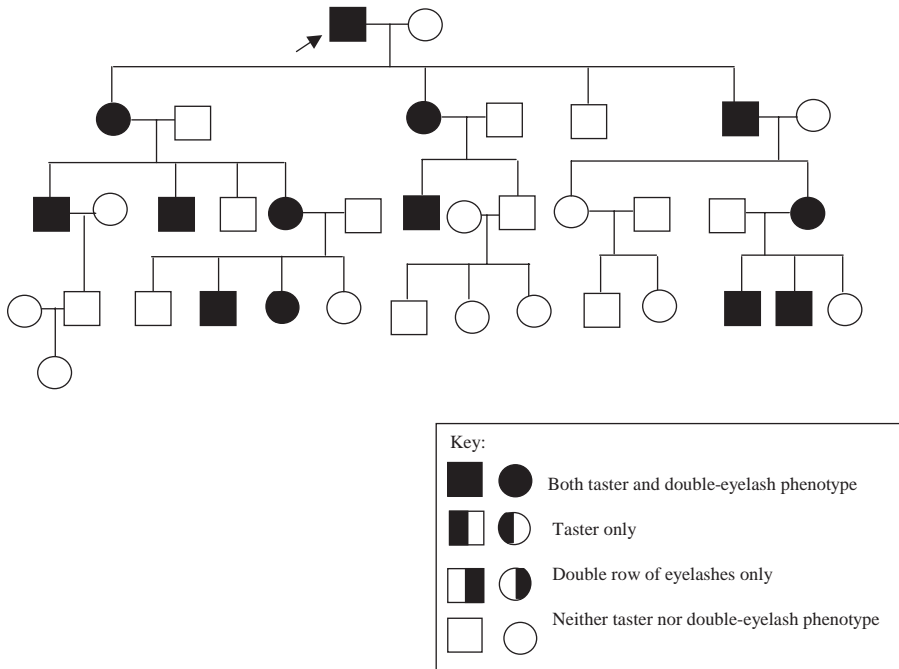 Key:
Both taster and double-eyelash phenotype
Taster only
Double row of eyelashes only
Neither taster nor double-eyelash phenotype